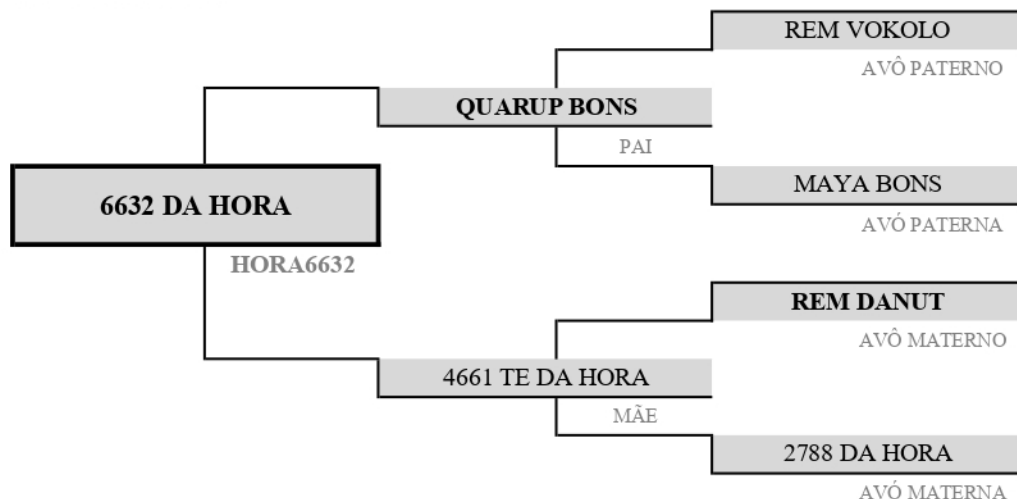 REM VOKOLO
AVÔ PATERNO
QUARUP BONS
PAI
MAYA BONS
AVÓ PATERNA
6632 DA HORA
HORA6632
REM DANUT
AVÔ MATERNO
4661 TE DA HORA
MÃE
2788 DA HORA
AVÓ MATERNA